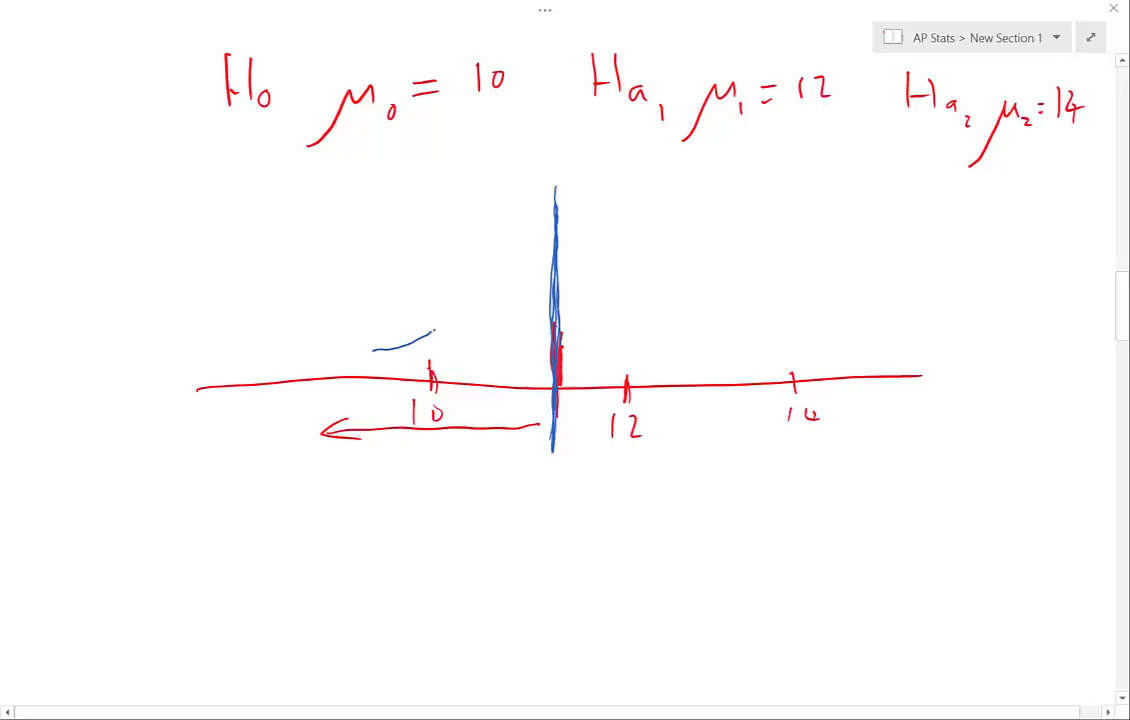 AP Stats > New Section 1
H₀ μ₀ = 10 Hₐ₁ μ₁ = 12 Hₐ₂ μ₂ = 14
10 12 14